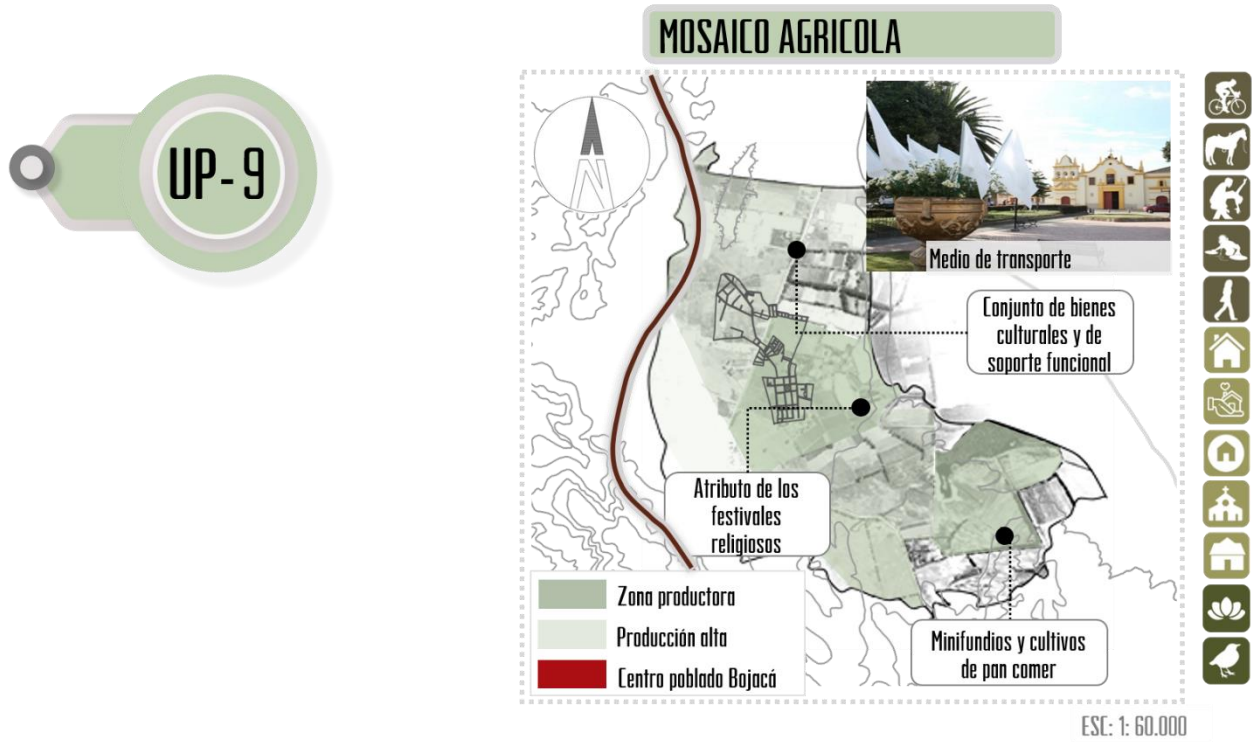 MOSAICO AGRICOLA
UP- 9
N
Medio de transporte
Conjunto de bienes
culturales y de
soporte funcional
Atributo de los
festivales
religiosos
Zona productora
Producción alta
Centro poblado Bojacá
Minifundios y cultivos
de pan comer
ESC: 1: 60.000